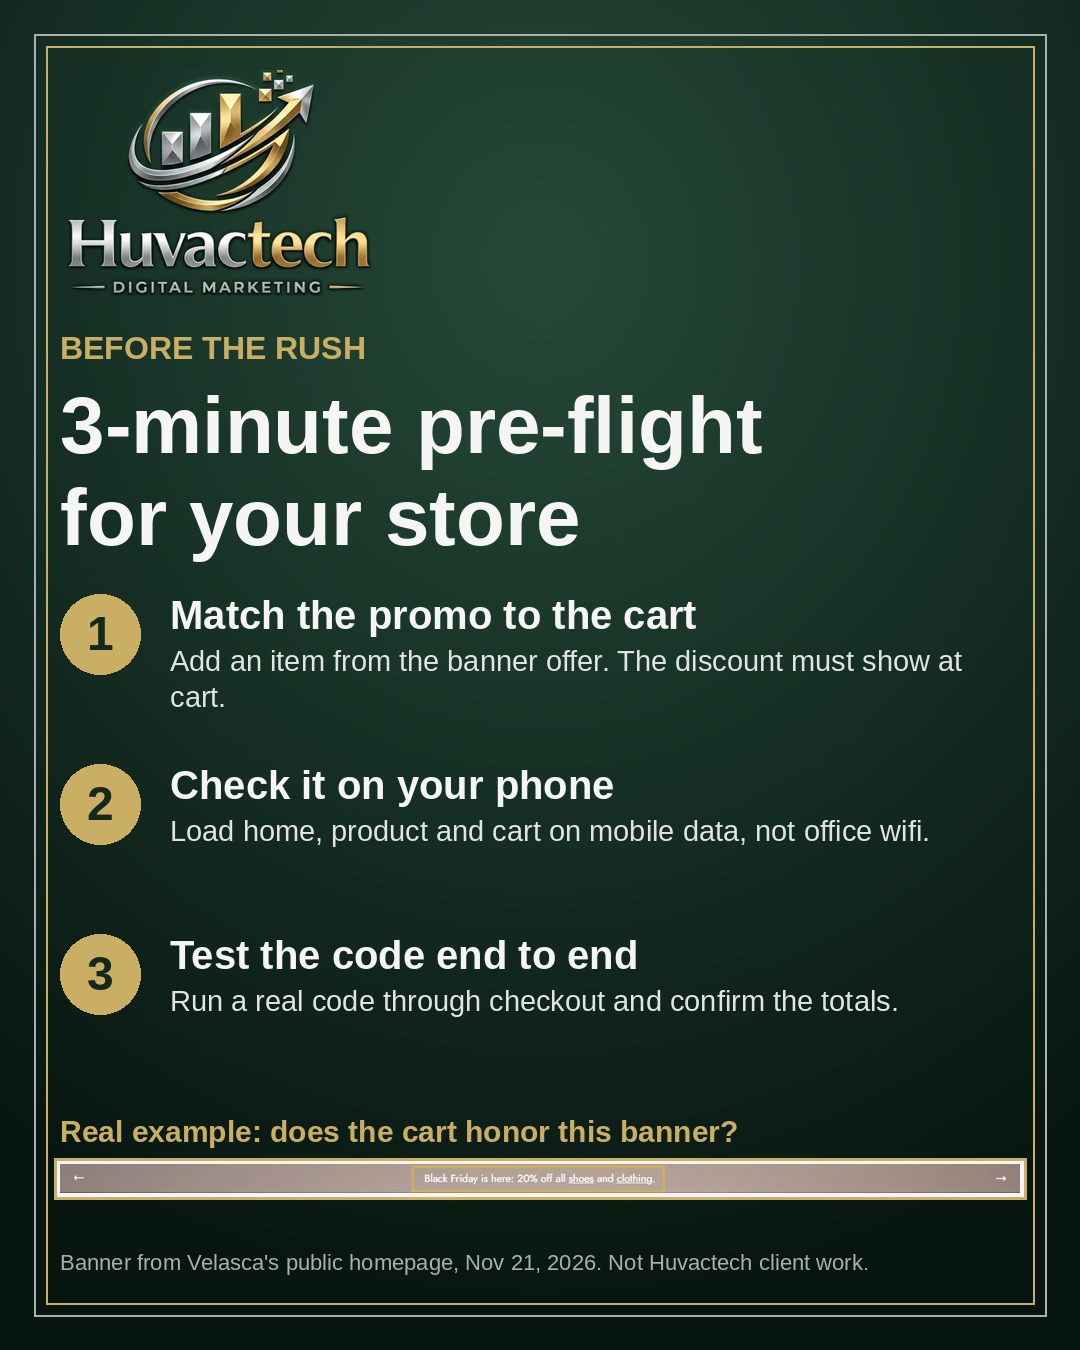 Huvactech
DIGITAL MARKETING
BEFORE THE RUSH
3-minute pre-flight
for your store
1
Match the promo to the cart
Add an item from the banner offer. The discount must show at
cart.
2
Check it on your phone
Load home, product and cart on mobile data, not office wifi.
3
Test the code end to end
Run a real code through checkout and confirm the totals.
Real example: does the cart honor this banner?
← Black Friday is here: 20% off all shoes and clothing. →
Banner from Velasca's public homepage, Nov 21, 2026. Not Huvactech client work.